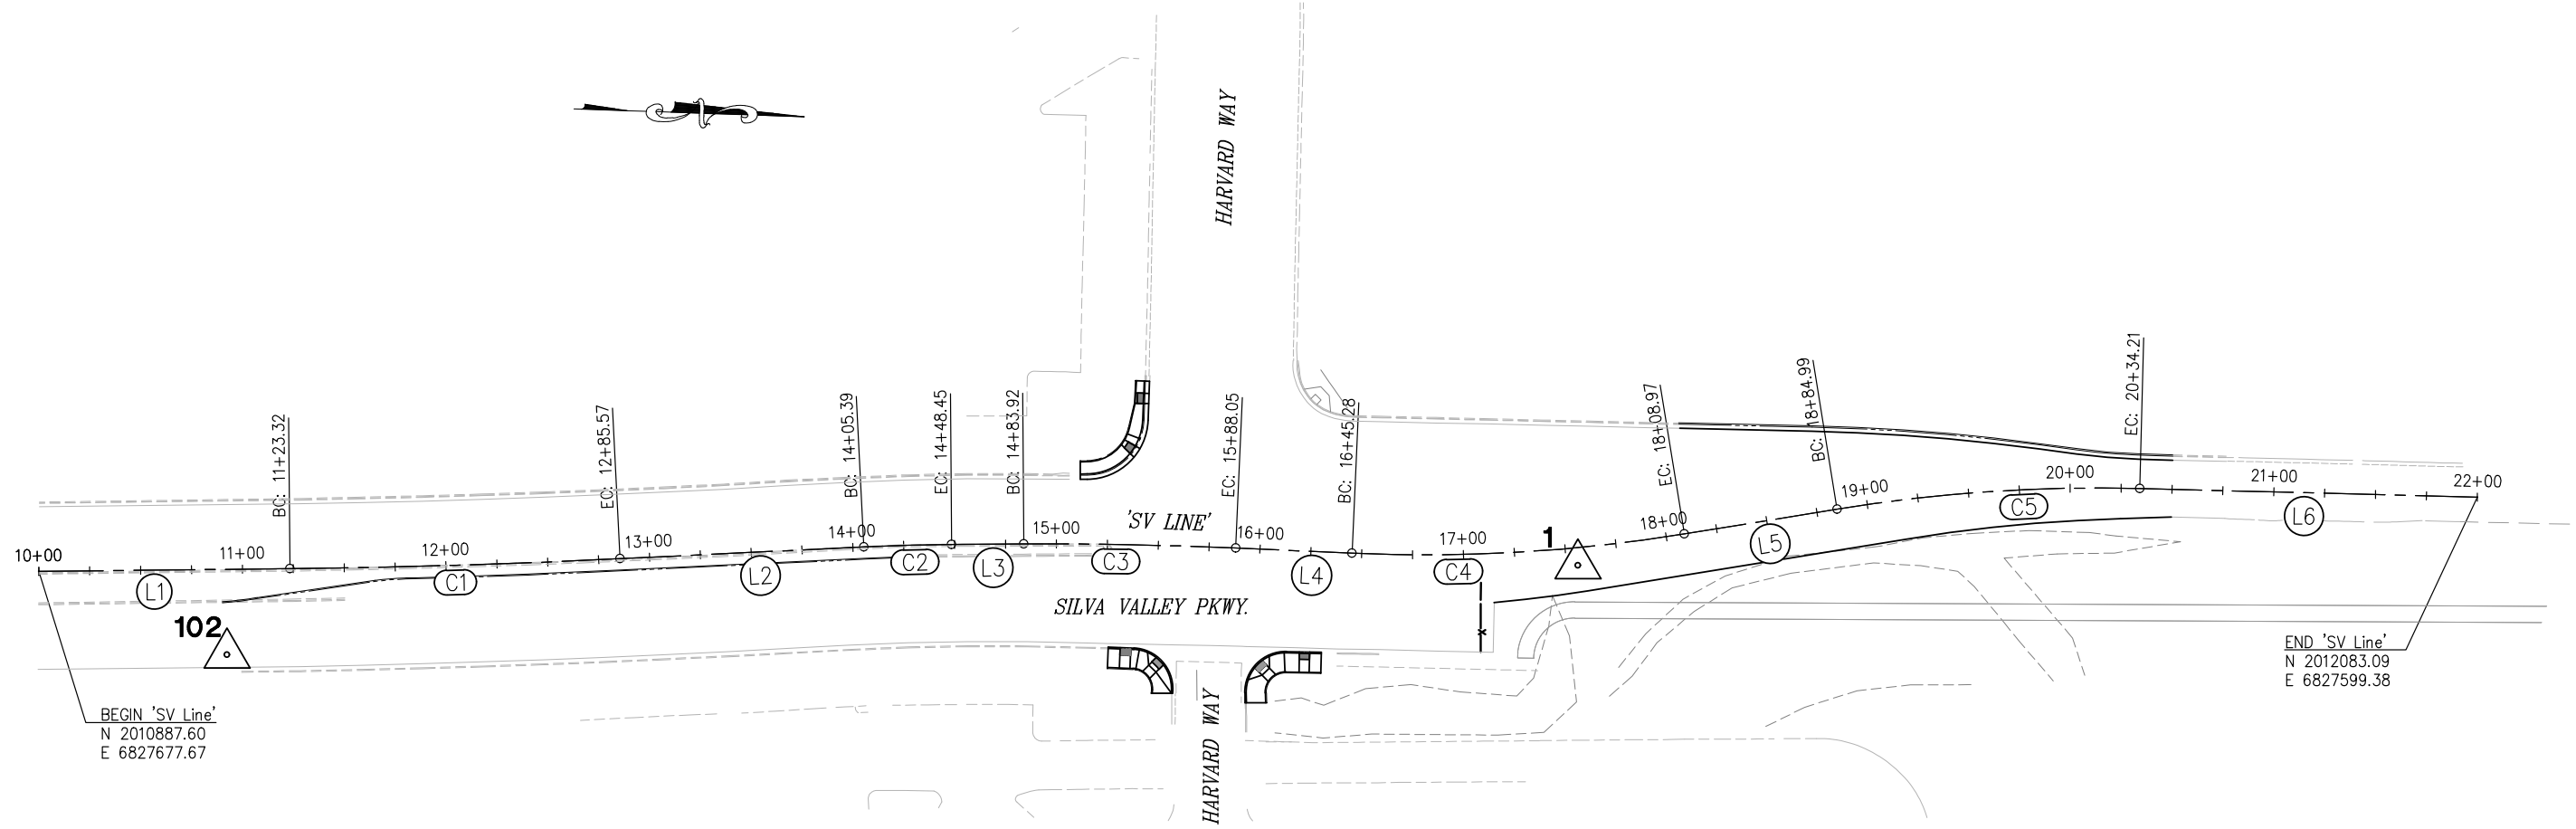 HARVARD WAY
BC: 11+23.32
EC: 12+85.57
BC: 14+05.39
EC: 14+48.45
BC: 14+83.92
EC: 15+88.05
BC: 16+45.28
EC: 18+08.97
BC: 18+84.99
EC: 20+34.21
10+00
11+00
12+00
13+00
14+00
15+00
'SV LINE'
16+00
17+00
18+00
19+00
20+00
21+00
22+00
L1
C1
L2
C2
L3
C3
L4
C4
1
L5
C5
L6
102
SILVA VALLEY PKWY.
HARVARD WAY
BEGIN 'SV Line'
N 2010887.60
E 6827677.67
END 'SV Line'
N 2012083.09
E 6827599.38